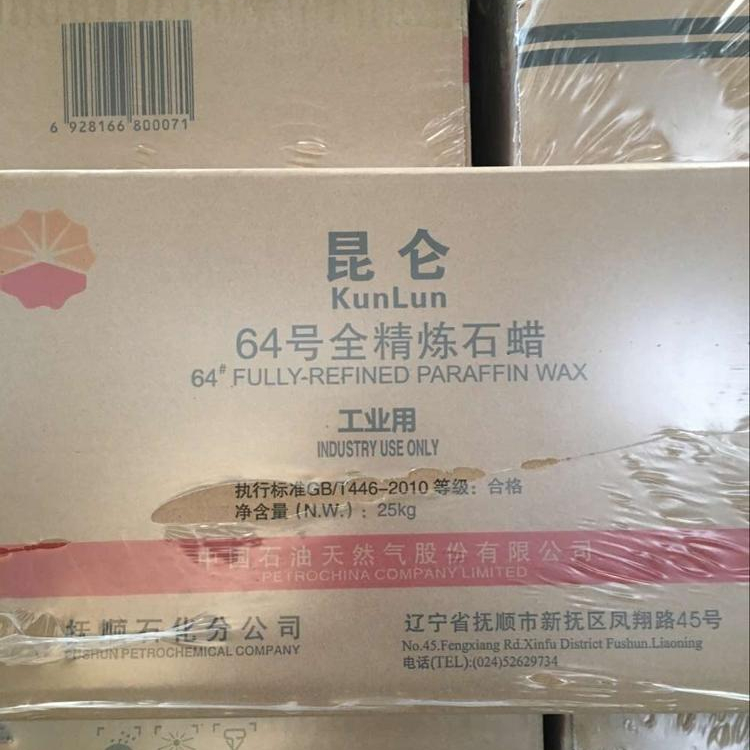 6 928166 800071
昆仑
KunLun
64号全精炼石蜡
64# FULLY-REFINED PARAFFIN WAX
工业用
INDUSTRY USE ONLY
执行标准GB/T446-2010 等级：合格
净含量(N.W.)：25kg
中国石油天然气股份有限公司
PETROCHINA COMPANY LIMITED
抚顺石化分公司
FUSHUN PETROCHEMICAL COMPANY
辽宁省抚顺市新抚区凤翔路45号
No.45.Fengxiang Rd.Xinfu District Fushun.Liaoning
电话(TEL):(024)52629734